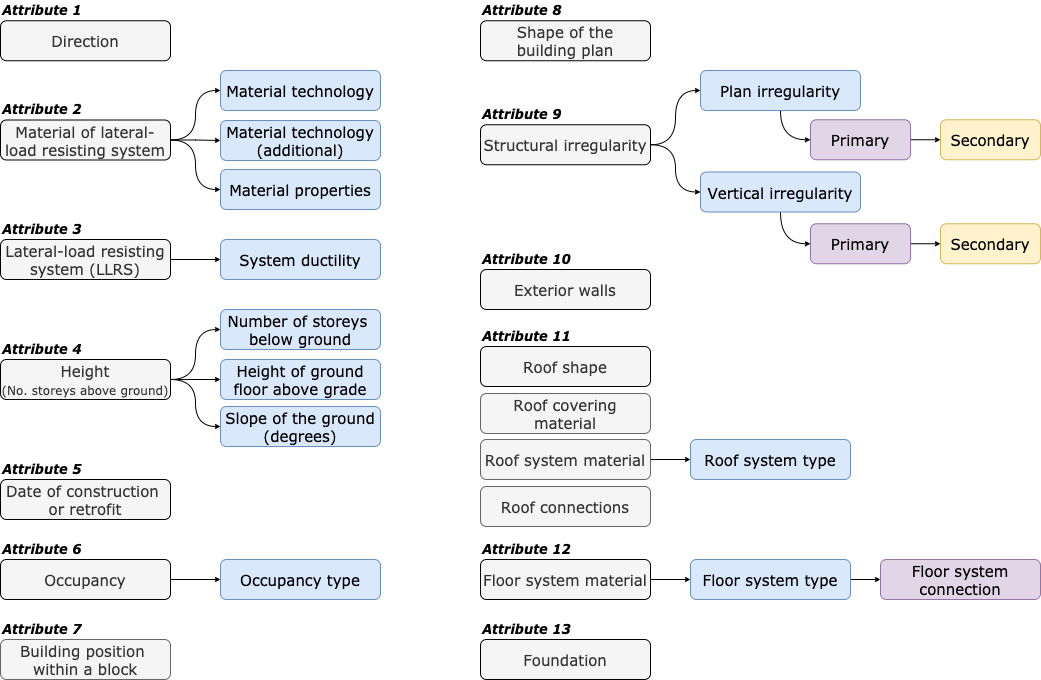 Attribute 1
Direction
Attribute 2
Material of lateral-
load resisting system
Material technology
Material technology
(additional)
Material properties
Attribute 3
Lateral-load resisting
system (LLRS)
System ductility
Attribute 4
Height
(No. storeys above ground)
Number of storeys
below ground
Height of ground
floor above grade
Slope of the ground
(degrees)
Attribute 5
Date of construction
or retrofit
Attribute 6
Occupancy
Occupancy type
Attribute 7
Building position
within a block
Attribute 8
Shape of the
building plan
Attribute 9
Structural irregularity
Plan irregularity
Primary
Secondary
Vertical irregularity
Primary
Secondary
Attribute 10
Exterior walls
Attribute 11
Roof shape
Roof covering
material
Roof system material
Roof system type
Roof connections
Attribute 12
Floor system material
Floor system type
Floor system
connection
Attribute 13
Foundation